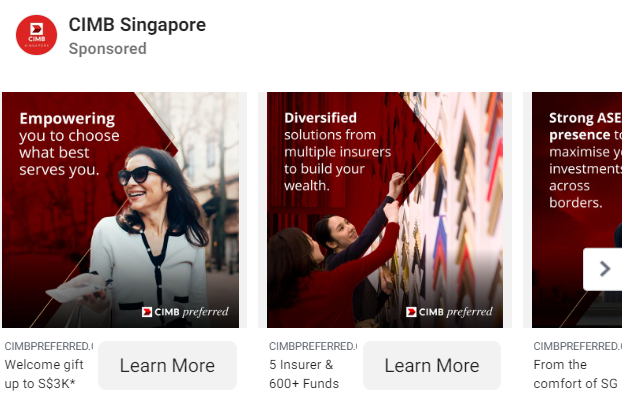 CIMB Singapore
Sponsored
CIMB
SINGAPORE
Empowering
you to choose
what best
serves you.
CIMB preferred
Diversified
solutions from
multiple insurers
to build your
wealth.
CIMB preferred
Strong ASE
presence to
maximise y
investments
across
borders.
CIMBPREFERRED.
Welcome gift
up to S$3K*
Learn More
CIMBPREFERRED.
5 Insurer &
600+ Funds
Learn More
CIMBPREFERRED.
From the
comfort of SG